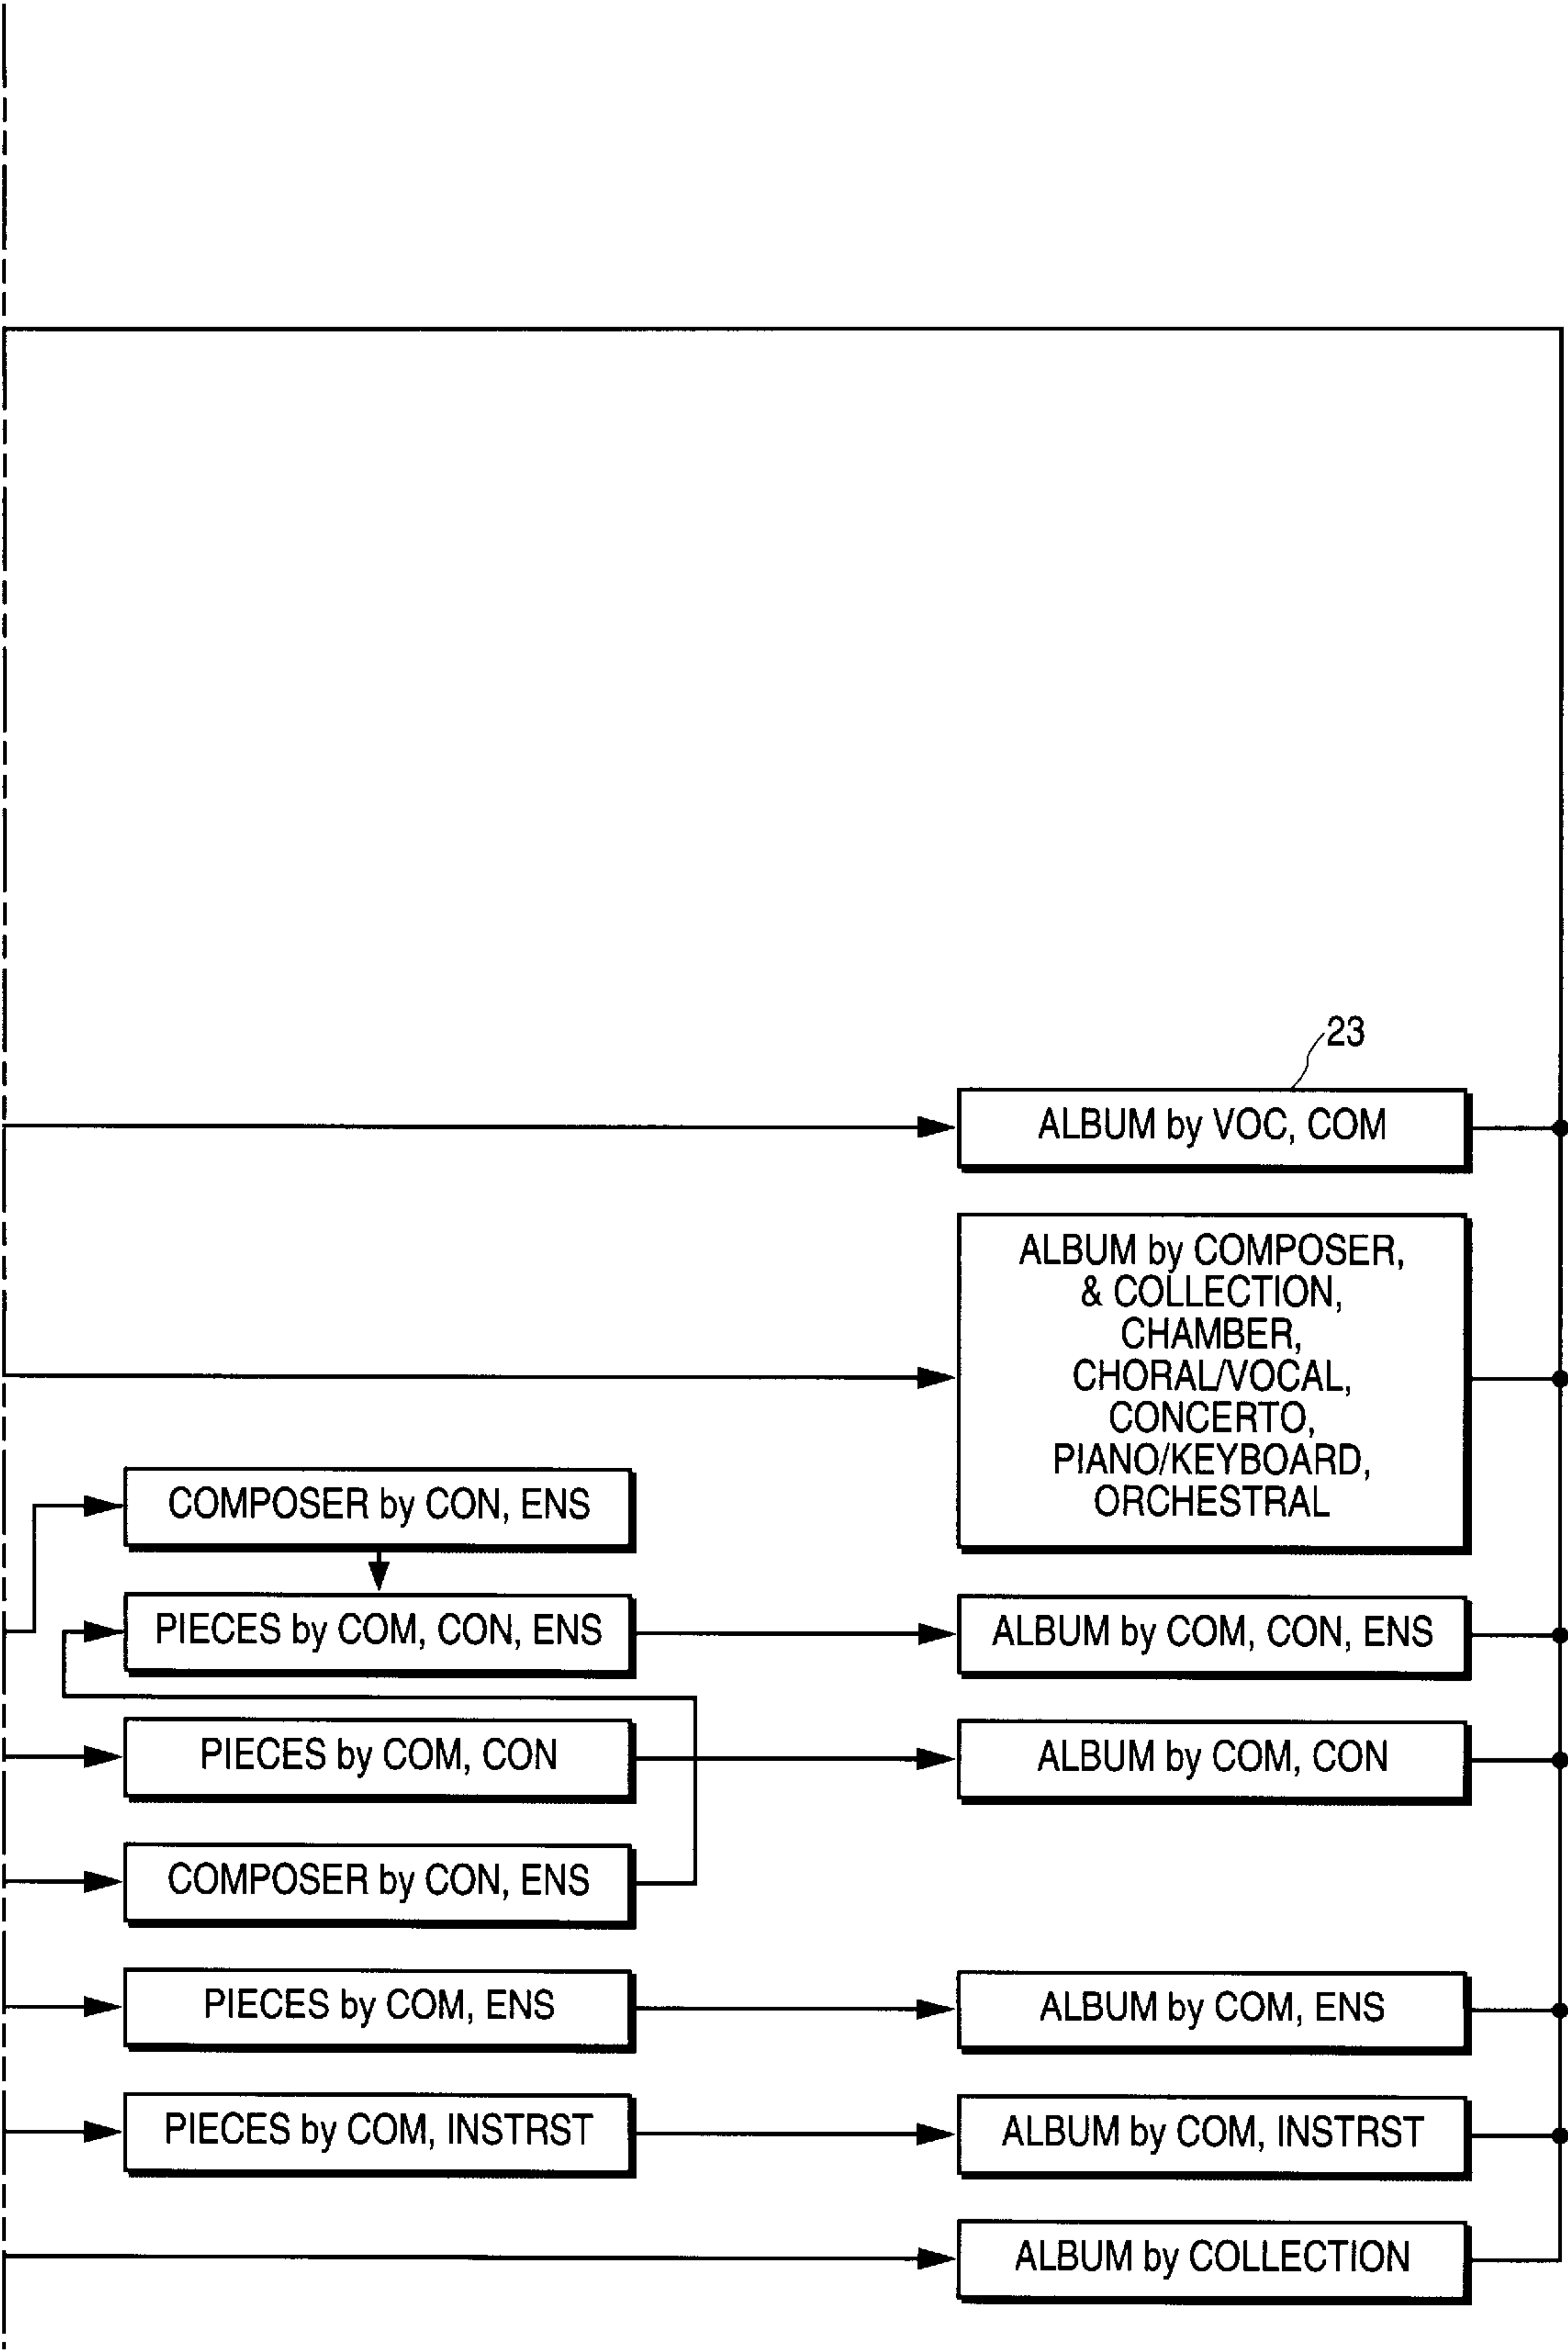 23
ALBUM by VOC, COM
ALBUM by COMPOSER,
& COLLECTION,
CHAMBER,
CHORAL/VOCAL,
CONCERTO,
PIANO/KEYBOARD,
ORCHESTRAL
COMPOSER by CON, ENS
PIECES by COM, CON, ENS
ALBUM by COM, CON, ENS
PIECES by COM, CON
ALBUM by COM, CON
COMPOSER by CON, ENS
PIECES by COM, ENS
ALBUM by COM, ENS
PIECES by COM, INSTRST
ALBUM by COM, INSTRST
ALBUM by COLLECTION